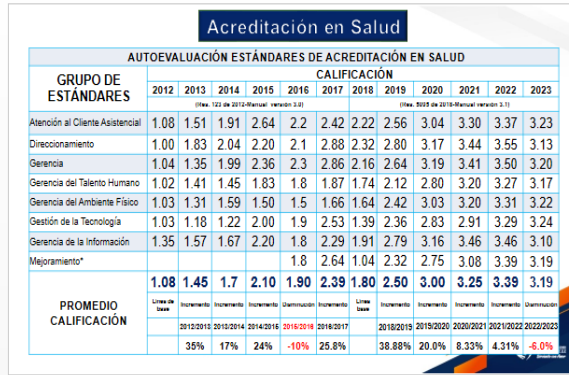 Acreditación en Salud
AUTOEVALUACIÓN ESTÁNDARES DE ACREDITACIÓN EN SALUD
GRUPO DE ESTÁNDARES CALIFICACIÓN
2012 2013 2014 2015 2016 2017 2018 2019 2020 2021 2022 2023
(Res. 123 de 2012-Manual versión 3.0) (Res. 5095 de 2018-Manual versión 3.1)
Atención al Cliente Asistencial 1.08 1.51 1.91 2.64 2.2 2.42 2.22 2.56 3.04 3.30 3.37 3.23
Direccionamiento 1.00 1.83 2.04 2.20 2.1 2.88 2.32 2.80 3.17 3.44 3.55 3.13
Gerencia 1.04 1.35 1.99 2.36 2.3 2.86 2.16 2.64 3.19 3.41 3.50 3.20
Gerencia del Talento Humano 1.02 1.41 1.45 1.83 1.8 1.87 1.74 2.12 2.80 3.20 3.27 3.17
Gerencia del Ambiente Físico 1.03 1.31 1.59 1.50 1.5 1.66 1.64 2.42 3.03 3.20 3.31 3.22
Gestión de la Tecnología 1.03 1.18 1.22 2.00 1.9 2.53 1.39 2.36 2.83 2.91 3.29 3.24
Gerencia de la Información 1.35 1.57 1.67 2.20 1.8 2.29 1.91 2.79 3.16 3.46 3.46 3.10
Mejoramiento* 1.8 2.64 1.04 2.32 2.75 3.08 3.39 3.19
1.08 1.45 1.7 2.10 1.90 2.39 1.80 2.50 3.00 3.25 3.39 3.19
PROMEDIO CALIFICACIÓN
Línea de base Incremento Incremento Incremento Disminución Incremento Línea base Incremento Incremento Incremento Incremento Disminución
2012/2013 2013/2014 2014/2015 2015/2016 2016/2017 2018/2019 2019/2020 2020/2021 2021/2022 2022/2023
35% 17% 24% -10% 25.8% 38.88% 20.0% 8.33% 4.31% -6.0%